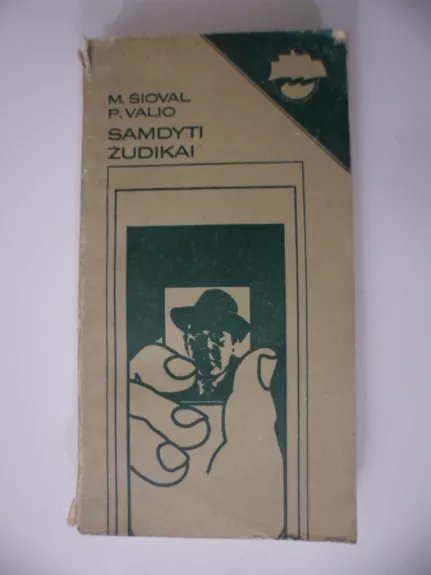 M. ŠIOVAL
P. VALIO
SAMDYTI
ŽUDIKAI